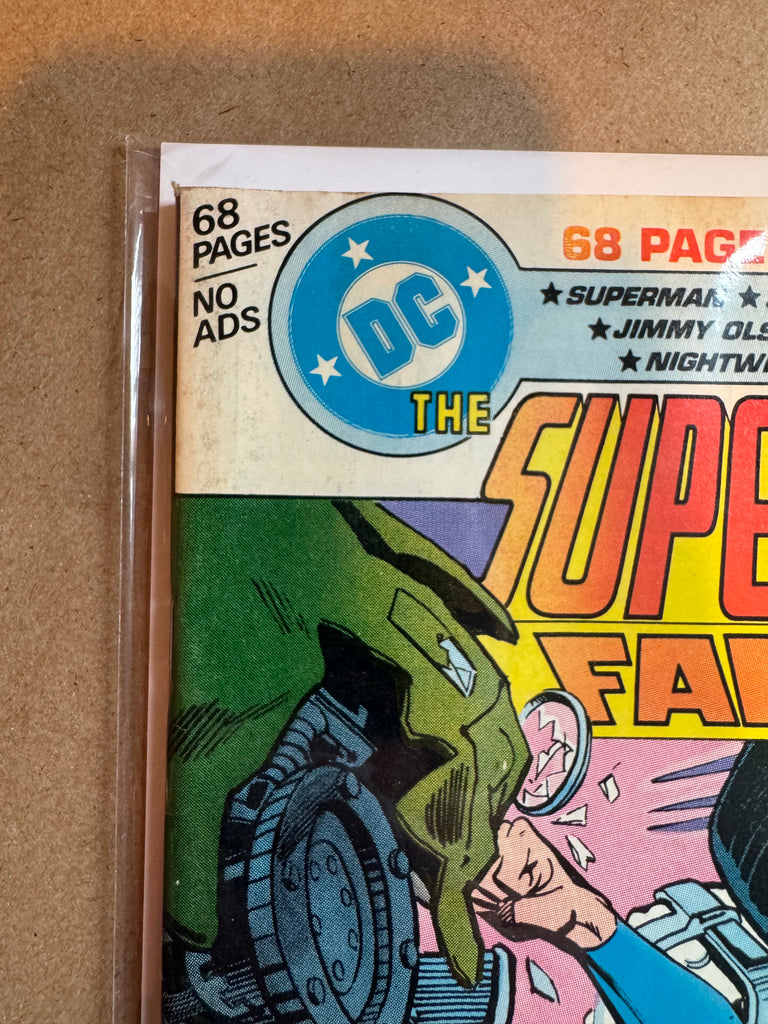 68
PAGES
NO
ADS
DC
68 PAGE
★SUPERMAN ★
★JIMMY OLS
★NIGHTWI
THE
SUPE
FA